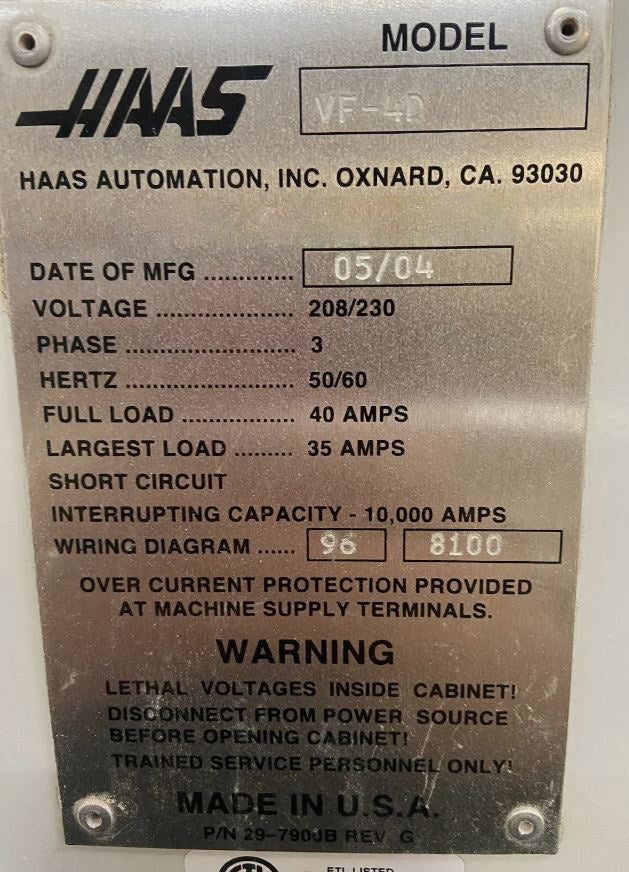 MODEL
HAAS
VF-4D
HAAS AUTOMATION, INC. OXNARD, CA. 93030
DATE OF MFG ............. 05/04
VOLTAGE .................... 208/230
PHASE ......................... 3
HERTZ ......................... 50/60
FULL LOAD ................. 40 AMPS
LARGEST LOAD ......... 35 AMPS
SHORT CIRCUIT
INTERRUPTING CAPACITY - 10,000 AMPS
WIRING DIAGRAM ...... 96 8100
OVER CURRENT PROTECTION PROVIDED
AT MACHINE SUPPLY TERMINALS.
WARNING
LETHAL VOLTAGES INSIDE CABINET!
DISCONNECT FROM POWER SOURCE
BEFORE OPENING CABINET!
TRAINED SERVICE PERSONNEL ONLY!
MADE IN U.S.A.
P/N 29-7900B REV G
ETL LISTED